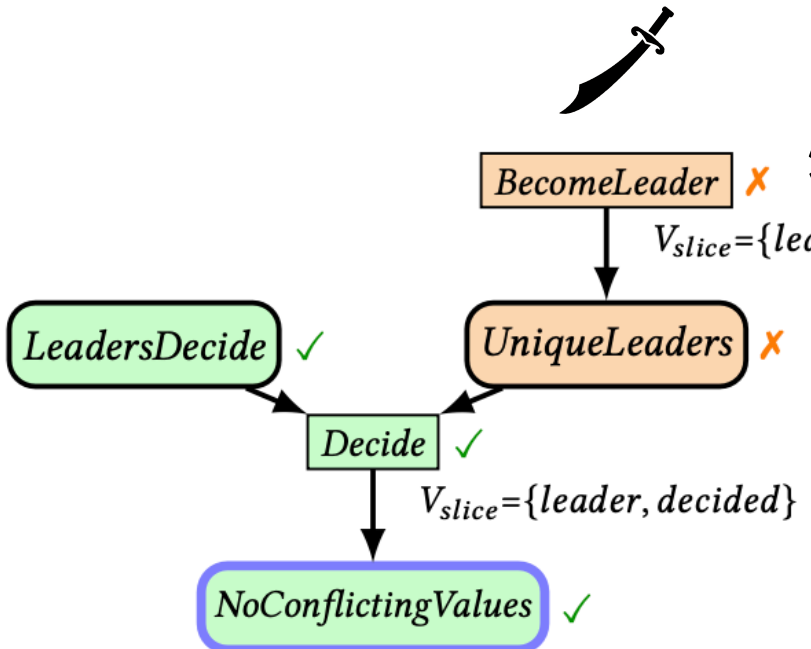 BecomeLeader ✗
V_slice={lea
LeadersDecide ✓
UniqueLeaders ✗
Decide ✓
V_slice={leader, decided}
NoConflictingValues ✓